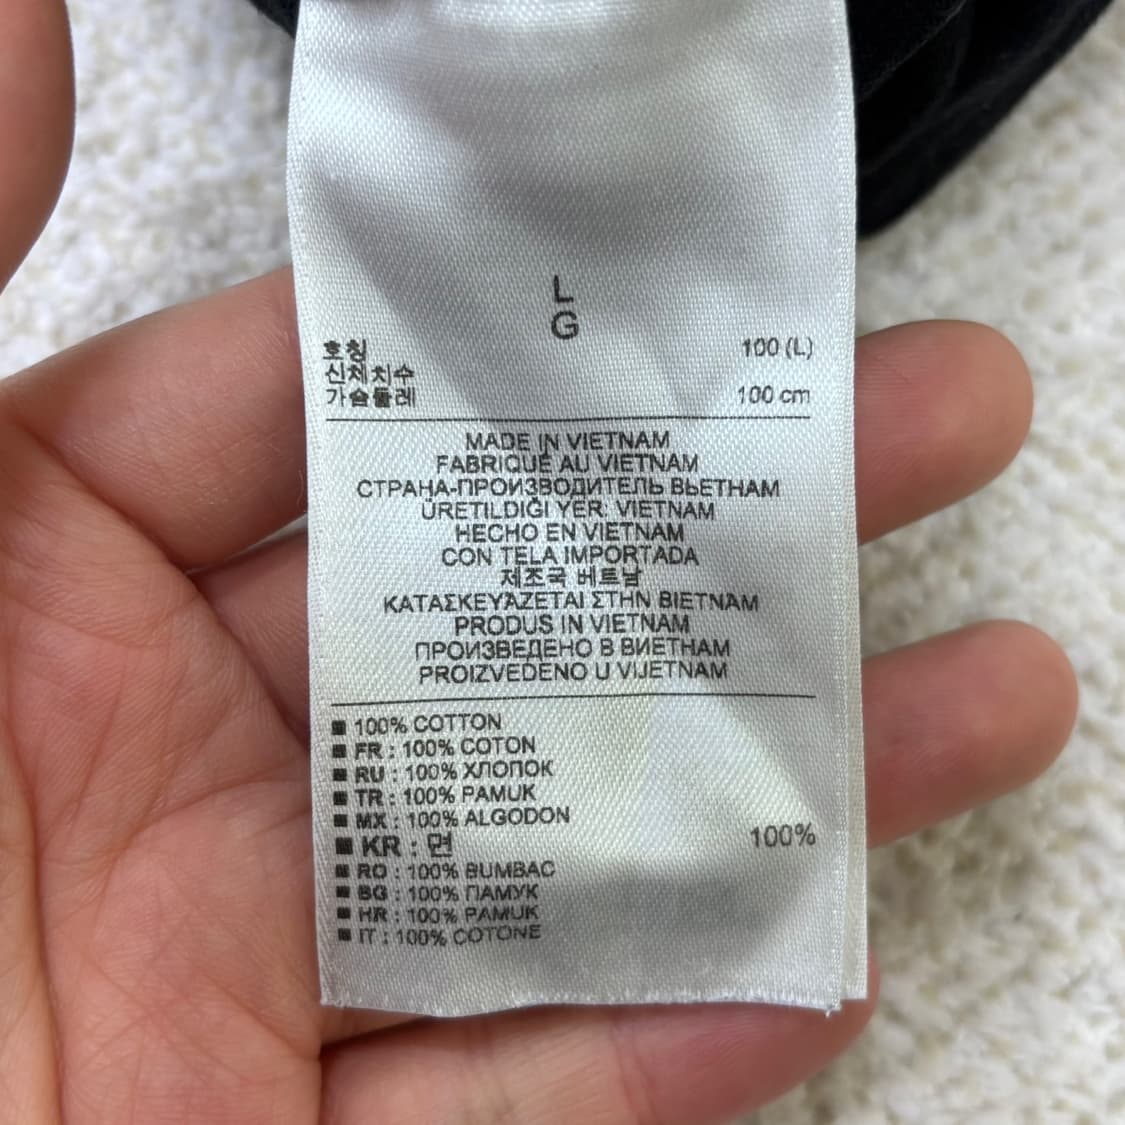 L
G
호칭 100 (L)
신체치수
가슴둘레 100 cm
MADE IN VIETNAM
FABRIQUÉ AU VIETNAM
СТРАНА-ПРОИЗВОДИТЕЛЬ ВЬЕТНАМ
ÜRETILDIĞI YER: VIETNAM
HECHO EN VIETNAM
CON TELA IMPORTADA
제조국 베트남
ΚΑΤΑΣΚΕΥΆΖΕΤΑΙ ΣΤΗΝ ΒΙΕΤΝΆΜ
PRODUS IN VIETNAM
ПРОИЗВЕДЕНО В ВИЕТНАМ
PROIZVEDENO U VIJETNAM
■ 100% COTTON
■ FR : 100% COTON
■ RU : 100% ХЛОПОК
■ TR : 100% PAMUK
■ MX : 100% ALGODON
■ KR : 면 100%
■ RO : 100% BUMBAC
■ BG : 100% ПАМУК
■ HR : 100% PAMUK
■ IT : 100% COTONE